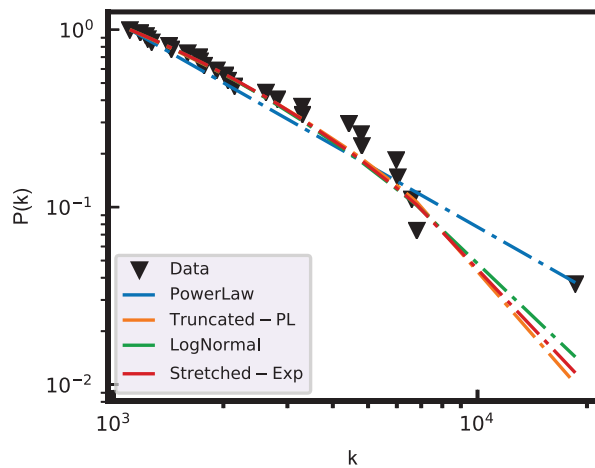 10^0
10^{-1}
10^{-2}
P(k)
Data
PowerLaw
Truncated − PL
LogNormal
Stretched − Exp
10^3
10^4
k